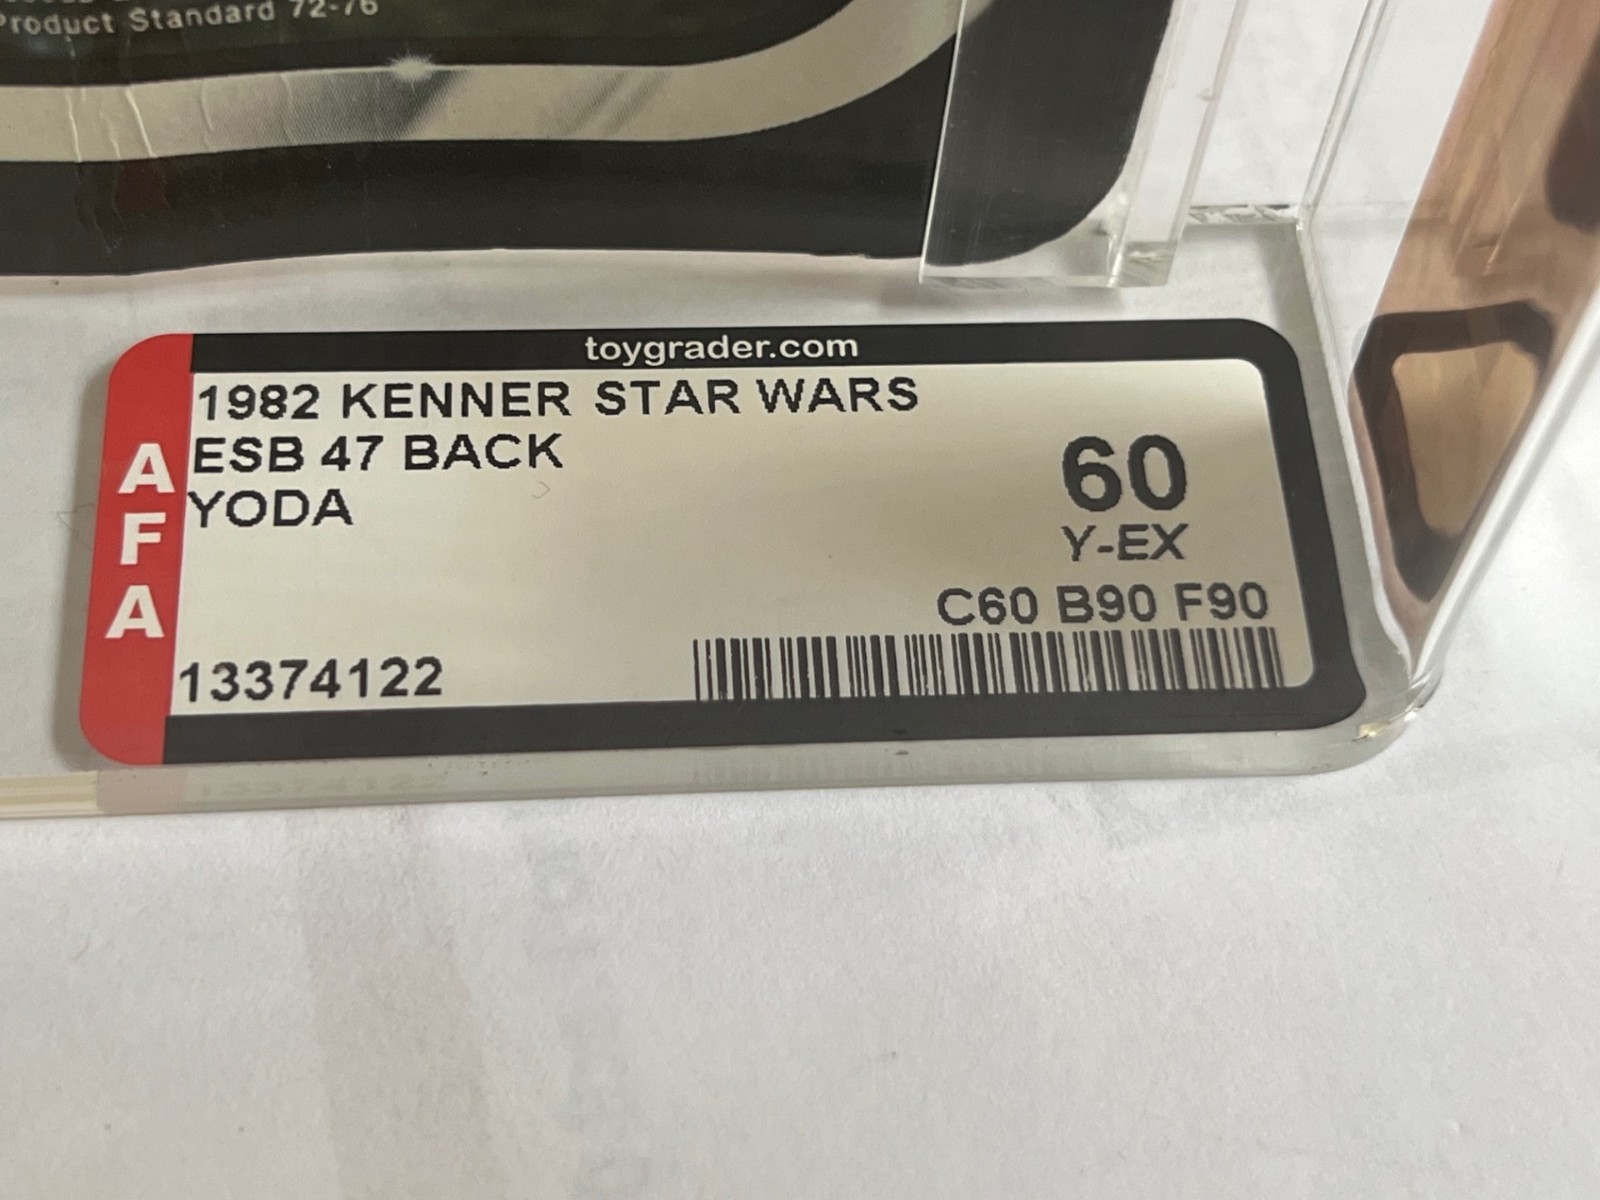 Product Standard 72-76
toygrader.com
AFA
1982 KENNER STAR WARS
ESB 47 BACK
YODA
60
Y-EX
C60 B90 F90
13374122